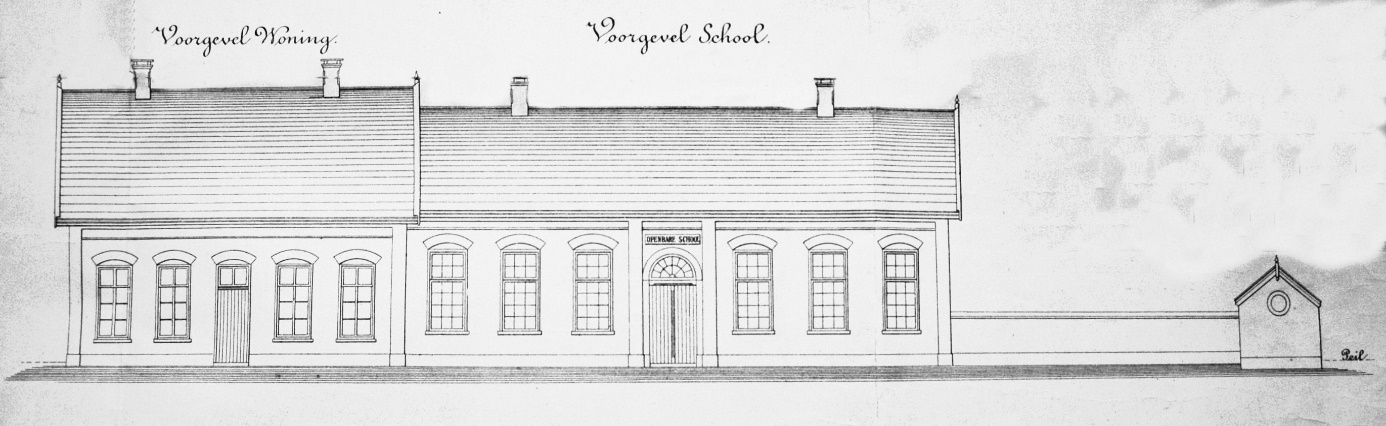 Voorgevel Woning.
Voorgevel School.
OPENBARE SCHOOL
Peil